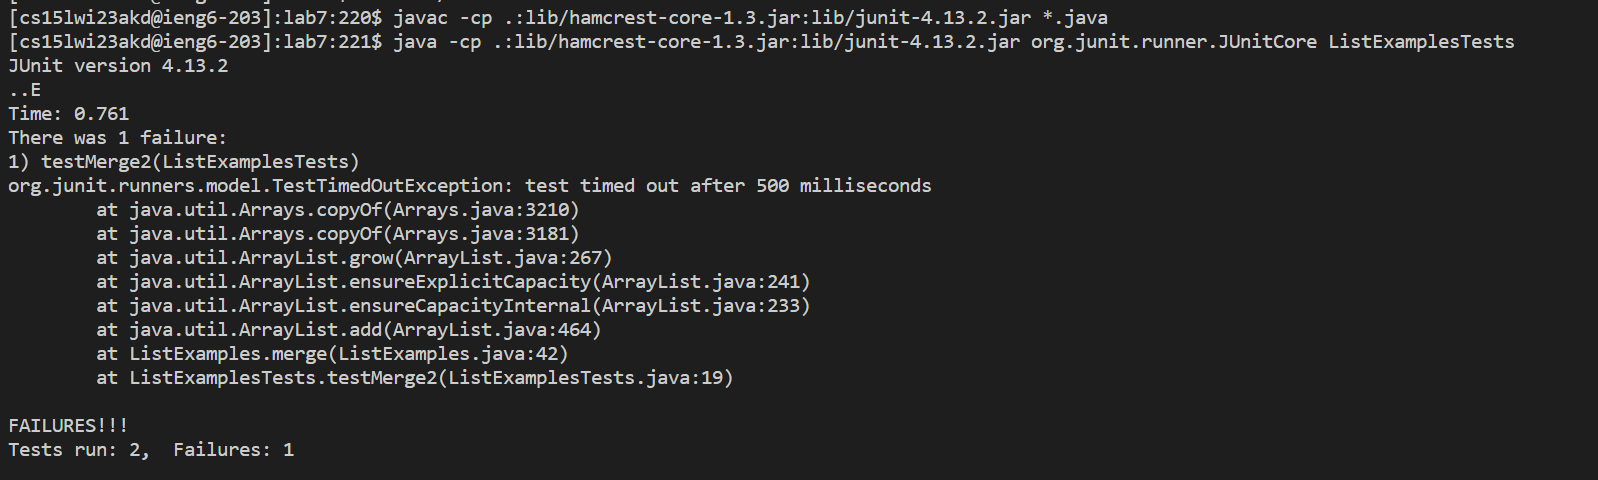 [cs15lwi23akd@ieng6-203]:lab7:220$ javac -cp .:lib/hamcrest-core-1.3.jar:lib/junit-4.13.2.jar *.java
[cs15lwi23akd@ieng6-203]:lab7:221$ java -cp .:lib/hamcrest-core-1.3.jar:lib/junit-4.13.2.jar org.junit.runner.JUnitCore ListExamplesTests
JUnit version 4.13.2
..E
Time: 0.761
There was 1 failure:
1) testMerge2(ListExamplesTests)
org.junit.runners.model.TestTimedOutException: test timed out after 500 milliseconds
        at java.util.Arrays.copyOf(Arrays.java:3210)
        at java.util.Arrays.copyOf(Arrays.java:3181)
        at java.util.ArrayList.grow(ArrayList.java:267)
        at java.util.ArrayList.ensureExplicitCapacity(ArrayList.java:241)
        at java.util.ArrayList.ensureCapacityInternal(ArrayList.java:233)
        at java.util.ArrayList.add(ArrayList.java:464)
        at ListExamples.merge(ListExamples.java:42)
        at ListExamplesTests.testMerge2(ListExamplesTests.java:19)

FAILURES!!!
Tests run: 2,  Failures: 1